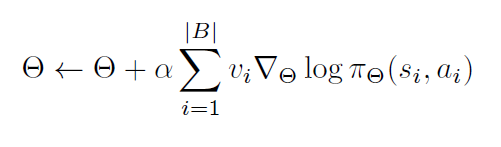 Θ ← Θ + α ∑_{i=1}^{|B|} v_i ∇_Θ log π_Θ(s_i, a_i)